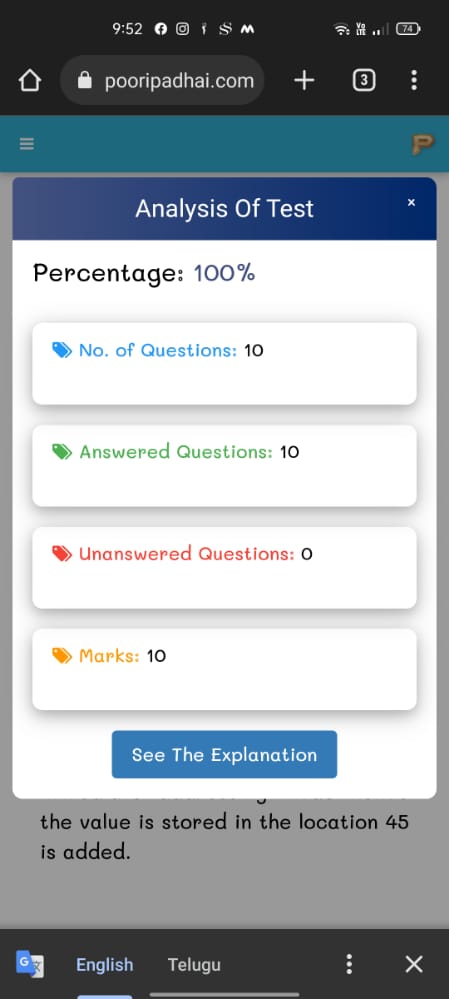 9:52
Vo
LTE
74
pooripadhai.com
3
Analysis Of Test
×
Percentage: 100%
No. of Questions: 10
Answered Questions: 10
Unanswered Questions: 0
Marks: 10
See The Explanation
the value is stored in the location 45
is added.
English Telugu